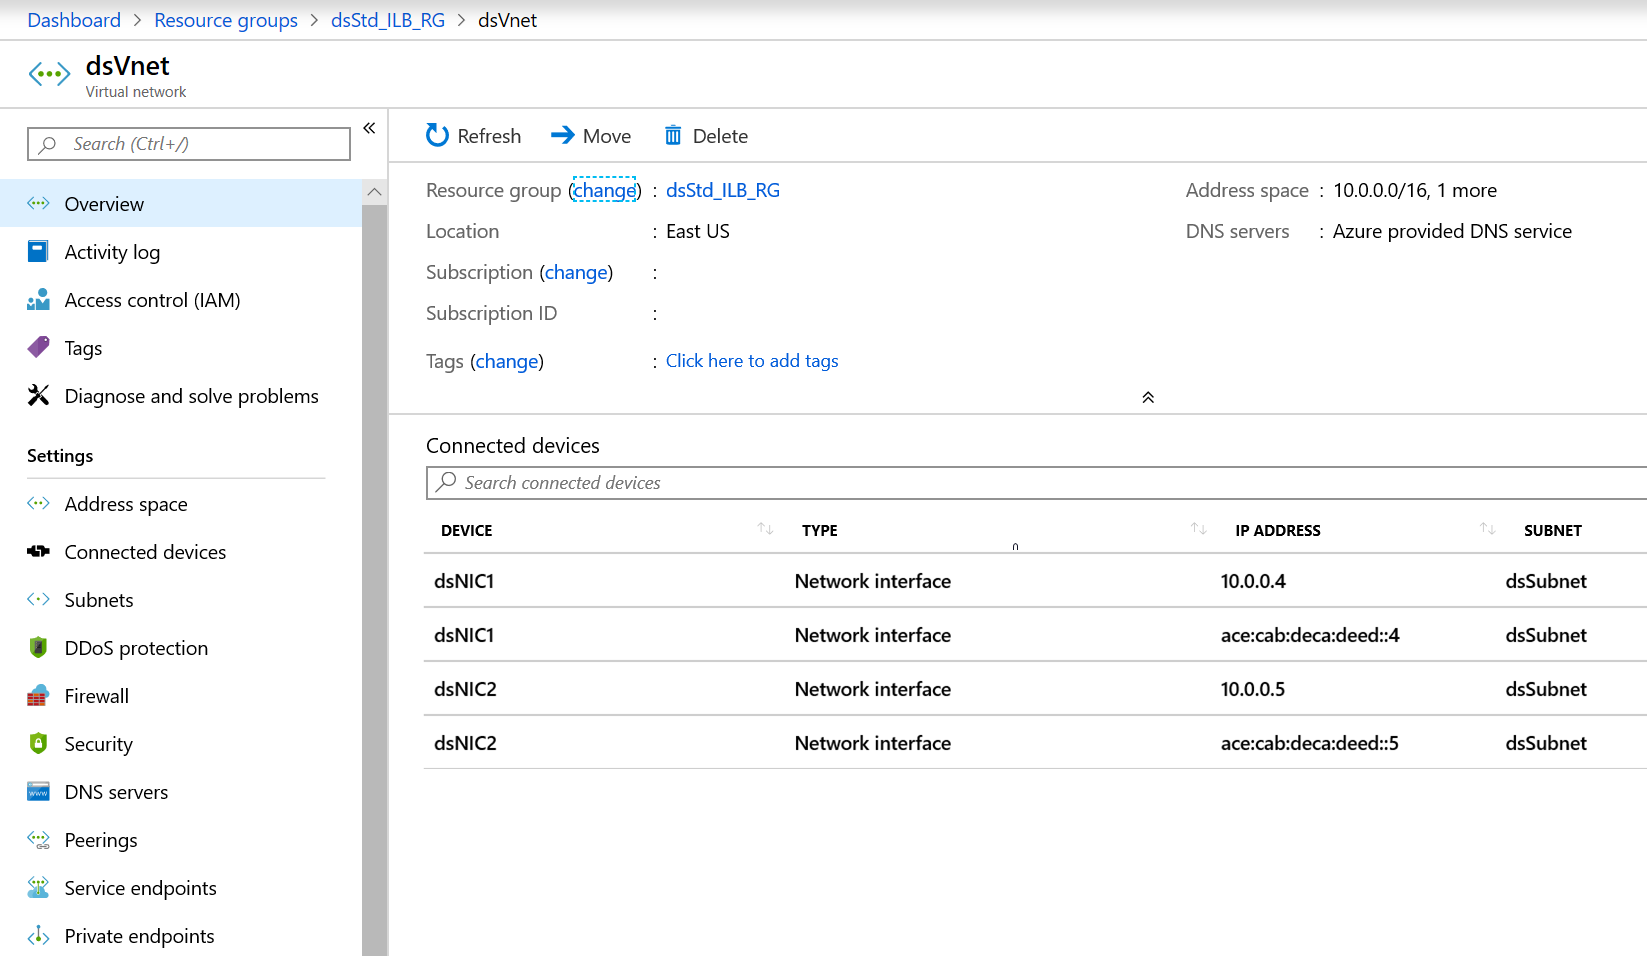 Dashboard > Resource groups > dsStd_ILB_RG > dsVnet
dsVnet
Virtual network
Search (Ctrl+/)
«
Overview
Activity log
Access control (IAM)
Tags
Diagnose and solve problems
Settings
Address space
Connected devices
Subnets
DDoS protection
Firewall
Security
DNS servers
Peerings
Service endpoints
Private endpoints
Refresh Move Delete
Resource group (change) : dsStd_ILB_RG
Location : East US
Subscription (change) :
Subscription ID :
Tags (change) : Click here to add tags
Address space : 10.0.0.0/16, 1 more
DNS servers : Azure provided DNS service
Connected devices
Search connected devices
DEVICE TYPE IP ADDRESS SUBNET
dsNIC1 Network interface 10.0.0.4 dsSubnet
dsNIC1 Network interface ace:cab:deca:deed::4 dsSubnet
dsNIC2 Network interface 10.0.0.5 dsSubnet
dsNIC2 Network interface ace:cab:deca:deed::5 dsSubnet